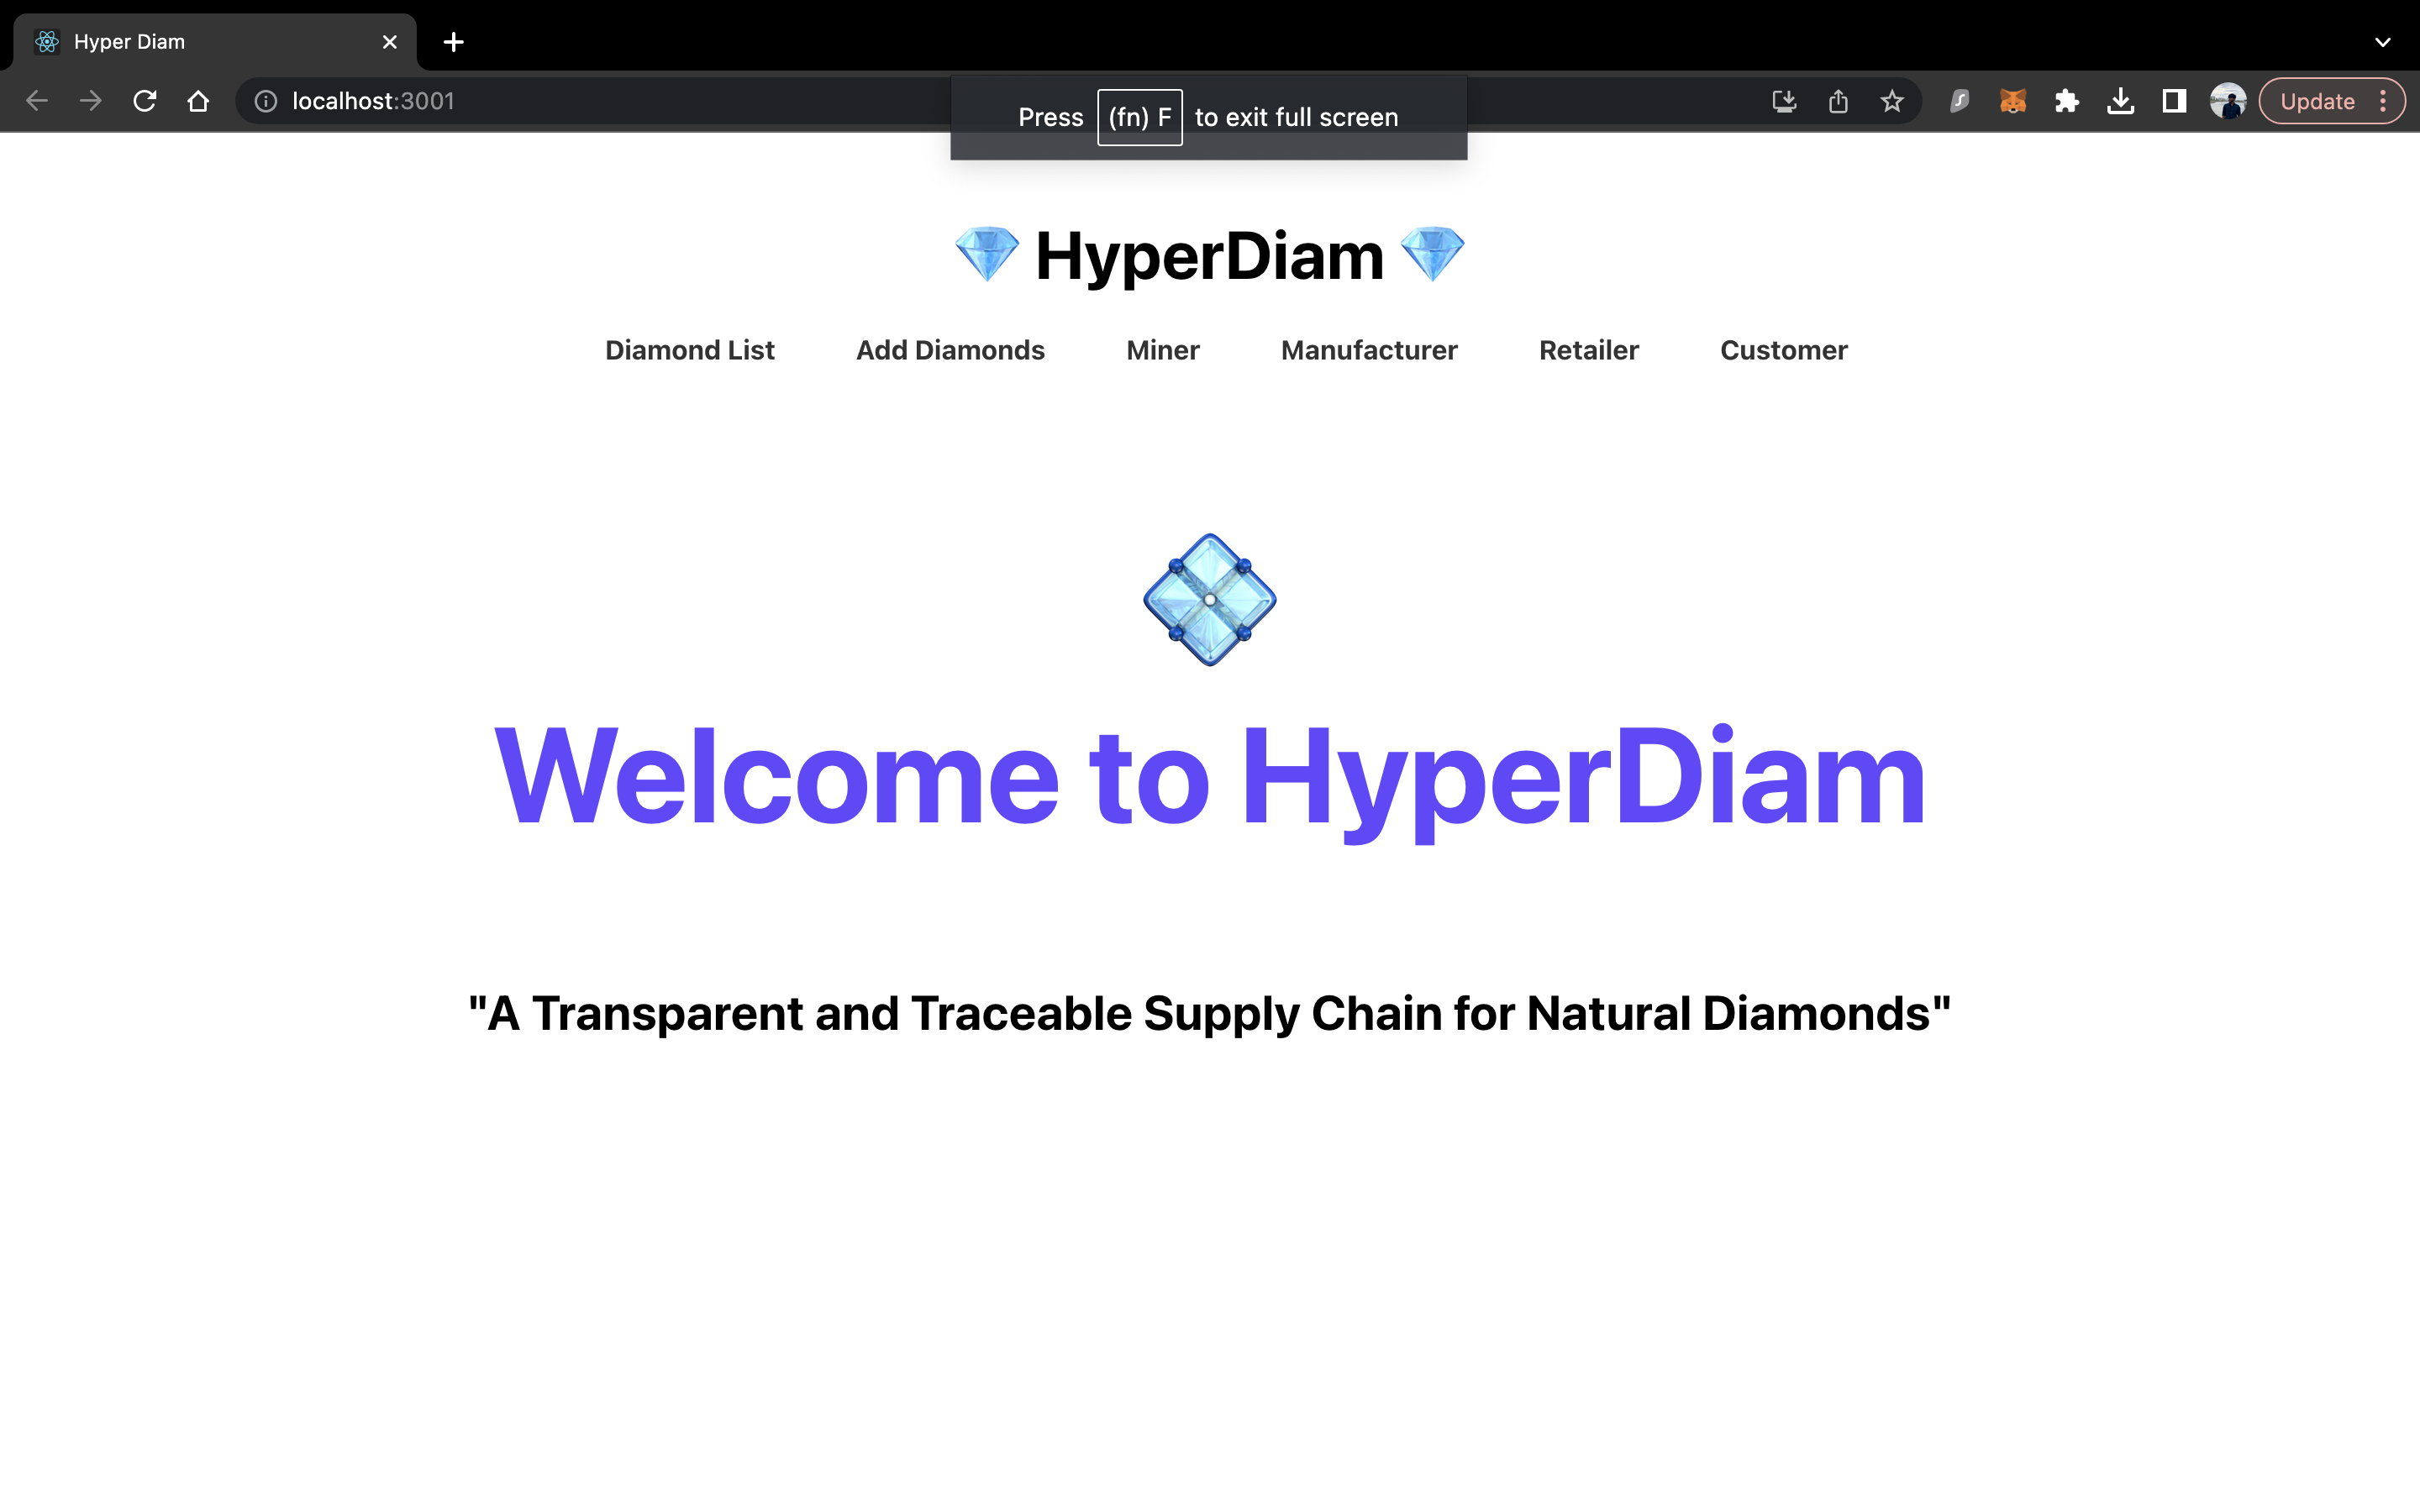 Hyper Diam
localhost:3001
Update
Press (fn) F to exit full screen
HyperDiam
Diamond List Add Diamonds Miner Manufacturer Retailer Customer
Welcome to HyperDiam
"A Transparent and Traceable Supply Chain for Natural Diamonds"